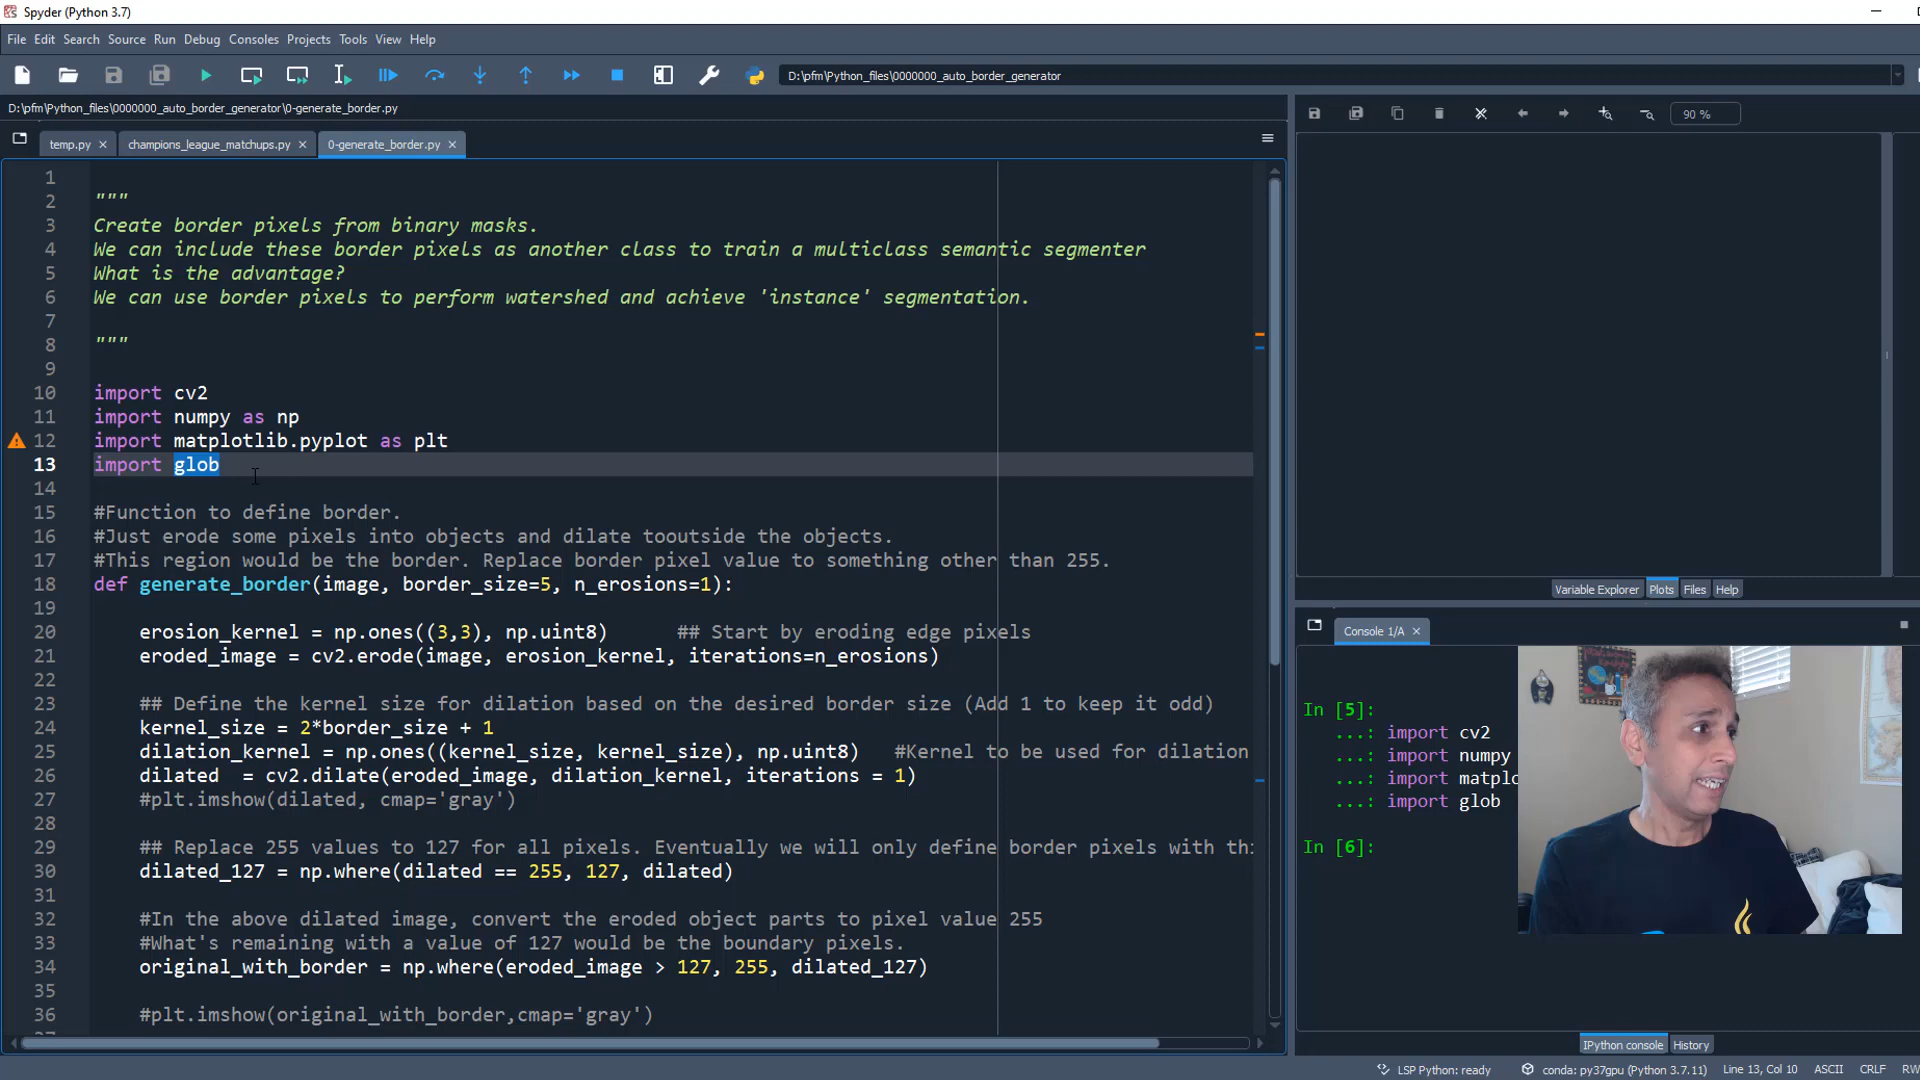 Spyder (Python 3.7)
File Edit Search Source Run Debug Consoles Projects Tools View Help
D:\pfm\Python_files\0000000_auto_border_generator
D:\pfm\Python_files\0000000_auto_border_generator\0-generate_border.py
temp.py champions_league_matchups.py 0-generate_border.py
90 %
1
2 """
3 Create border pixels from binary masks.
4 We can include these border pixels as another class to train a multiclass semantic segmenter
5 What is the advantage?
6 We can use border pixels to perform watershed and achieve 'instance' segmentation.
7
8 """
9
10 import cv2
11 import numpy as np
12 import matplotlib.pyplot as plt
13 import glob
14
15 #Function to define border.
16 #Just erode some pixels into objects and dilate tooutside the objects.
17 #This region would be the border. Replace border pixel value to something other than 255.
18 def generate_border(image, border_size=5, n_erosions=1):
19
20 erosion_kernel = np.ones((3,3), np.uint8) ## Start by eroding edge pixels
21 eroded_image = cv2.erode(image, erosion_kernel, iterations=n_erosions)
22
23 ## Define the kernel size for dilation based on the desired border size (Add 1 to keep it odd)
24 kernel_size = 2*border_size + 1
25 dilation_kernel = np.ones((kernel_size, kernel_size), np.uint8) #Kernel to be used for dilation
26 dilated = cv2.dilate(eroded_image, dilation_kernel, iterations = 1)
27 #plt.imshow(dilated, cmap='gray')
28
29 ## Replace 255 values to 127 for all pixels. Eventually we will only define border pixels with thi
30 dilated_127 = np.where(dilated == 255, 127, dilated)
31
32 #In the above dilated image, convert the eroded object parts to pixel value 255
33 #What's remaining with a value of 127 would be the boundary pixels.
34 original_with_border = np.where(eroded_image > 127, 255, dilated_127)
35
36 #plt.imshow(original_with_border,cmap='gray')
Variable Explorer Plots Files Help
Console 1/A
In [5]:
...: import cv2
...: import numpy
...: import matplo
...: import glob
In [6]:
IPython console History
LSP Python: ready conda: py37gpu (Python 3.7.11) Line 13, Col 10 ASCII CRLF RW